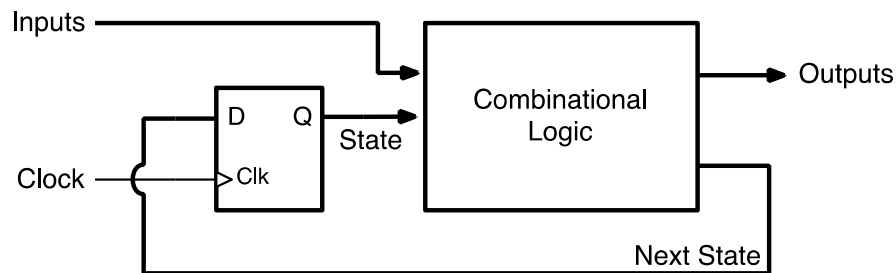 Inputs
Outputs
Combinational
Logic
D
Q
State
Clock
Clk
Next State